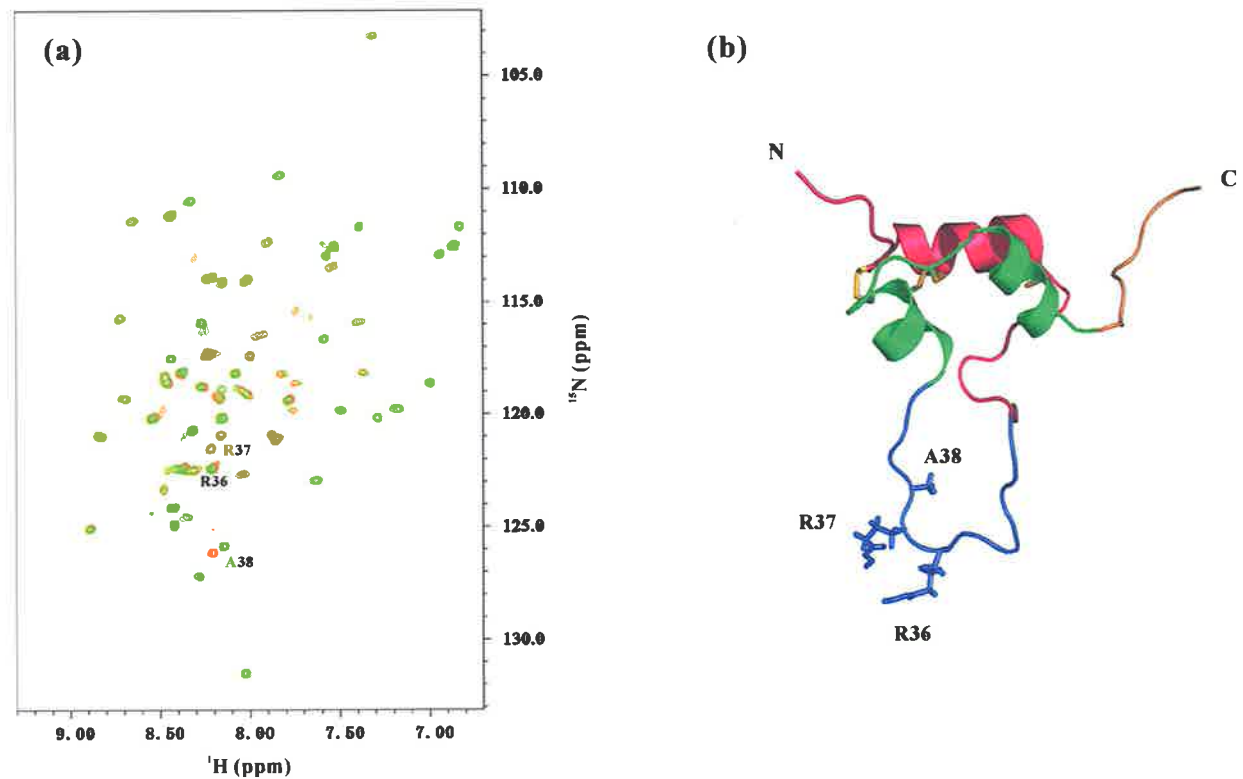 (a)
105.0
110.0
115.0
120.0
125.0
130.0
¹⁵N (ppm)
R37
R36
A38
9.00 8.50 8.00 7.50 7.00
¹H (ppm)
(b)
N
C
A38
R37
R36